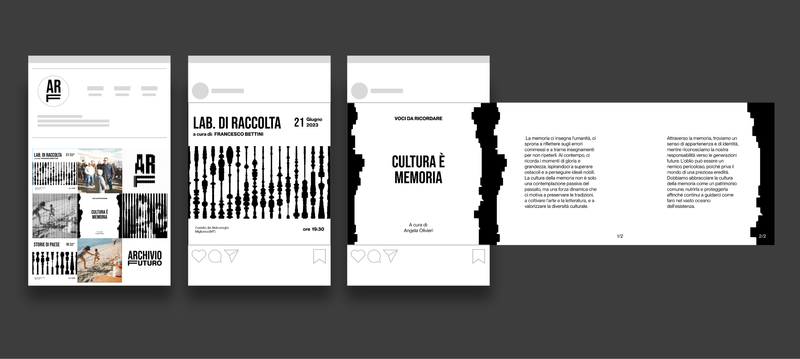 AR
F
LAB. DI RACCOLTA
AR
F
CULTURA È
MEMORIA
STORIE DI PAESE
ARCHIVIO
FUTURO
LAB. DI RACCOLTA
21 Giugno
2023
a cura di: FRANCESCO BETTINI
ore 19.30
VOCI DA RICORDARE
CULTURA È
MEMORIA
A cura di
Angela Olivieri
La memoria ci insegna l'umanità, ci
sprona a riflettere sugli errori
commessi e a trarne insegnamenti
per non ripeterli. Al contempo, ci
ricorda i momenti di gloria e
grandezza, ispirandoci a superare
ostacoli e a perseguire ideali nobili.
La cultura della memoria non è solo
una contemplazione passiva del
passato, ma una forza dinamica che
ci motiva a preservare le tradizioni,
a coltivare l'arte e la letteratura, e a
valorizzare la diversità culturale.
1/2
Attraverso la memoria, troviamo un
senso di appartenenza e di identità,
mentre riconosciamo la nostra
responsabilità verso le generazioni
future. L'oblio può essere un
nemico pericoloso, poiché priva il
mondo di una preziosa eredità.
Dobbiamo abbracciare la cultura
della memoria come un patrimonio
comune, nutrirla e proteggerla
affinché continui a guidarci come
faro nel vasto oceano
dell'esistenza.
2/2